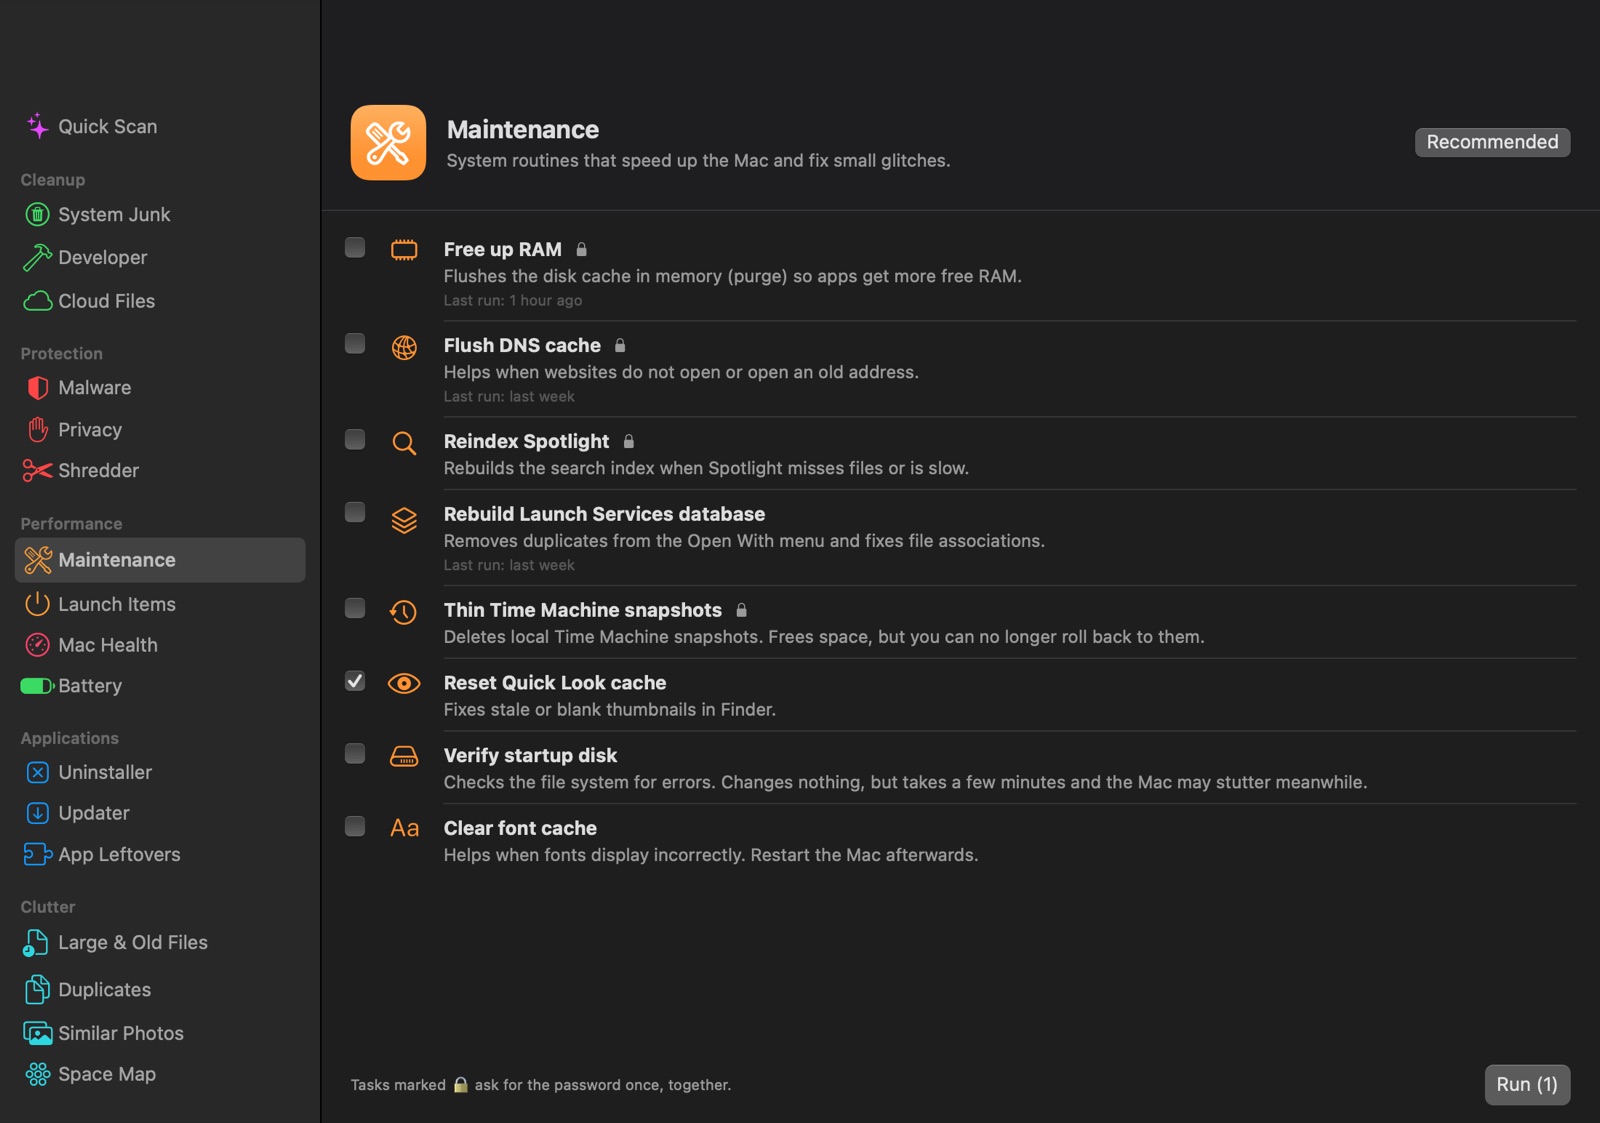 Quick Scan
Cleanup
System Junk
Developer
Cloud Files
Protection
Malware
Privacy
Shredder
Performance
Maintenance
Launch Items
Mac Health
Battery
Applications
Uninstaller
Updater
App Leftovers
Clutter
Large & Old Files
Duplicates
Similar Photos
Space Map
Maintenance
System routines that speed up the Mac and fix small glitches.
Recommended
Free up RAM
Flushes the disk cache in memory (purge) so apps get more free RAM.
Last run: 1 hour ago
Flush DNS cache
Helps when websites do not open or open an old address.
Last run: last week
Reindex Spotlight
Rebuilds the search index when Spotlight misses files or is slow.
Rebuild Launch Services database
Removes duplicates from the Open With menu and fixes file associations.
Last run: last week
Thin Time Machine snapshots
Deletes local Time Machine snapshots. Frees space, but you can no longer roll back to them.
Reset Quick Look cache
Fixes stale or blank thumbnails in Finder.
Verify startup disk
Checks the file system for errors. Changes nothing, but takes a few minutes and the Mac may stutter meanwhile.
Aa
Clear font cache
Helps when fonts display incorrectly. Restart the Mac afterwards.
Tasks marked 🔒 ask for the password once, together.
Run (1)